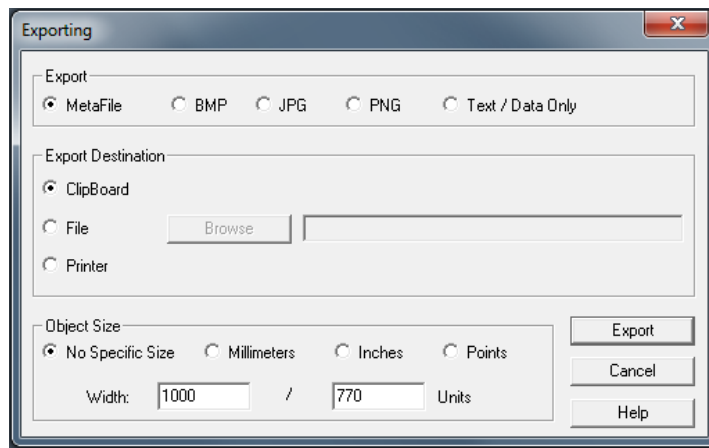 Exporting
Export
MetaFile BMP JPG PNG Text / Data Only
Export Destination
ClipBoard
File Browse
Printer
Object Size
No Specific Size Millimeters Inches Points
Width: 1000 / 770 Units
Export
Cancel
Help